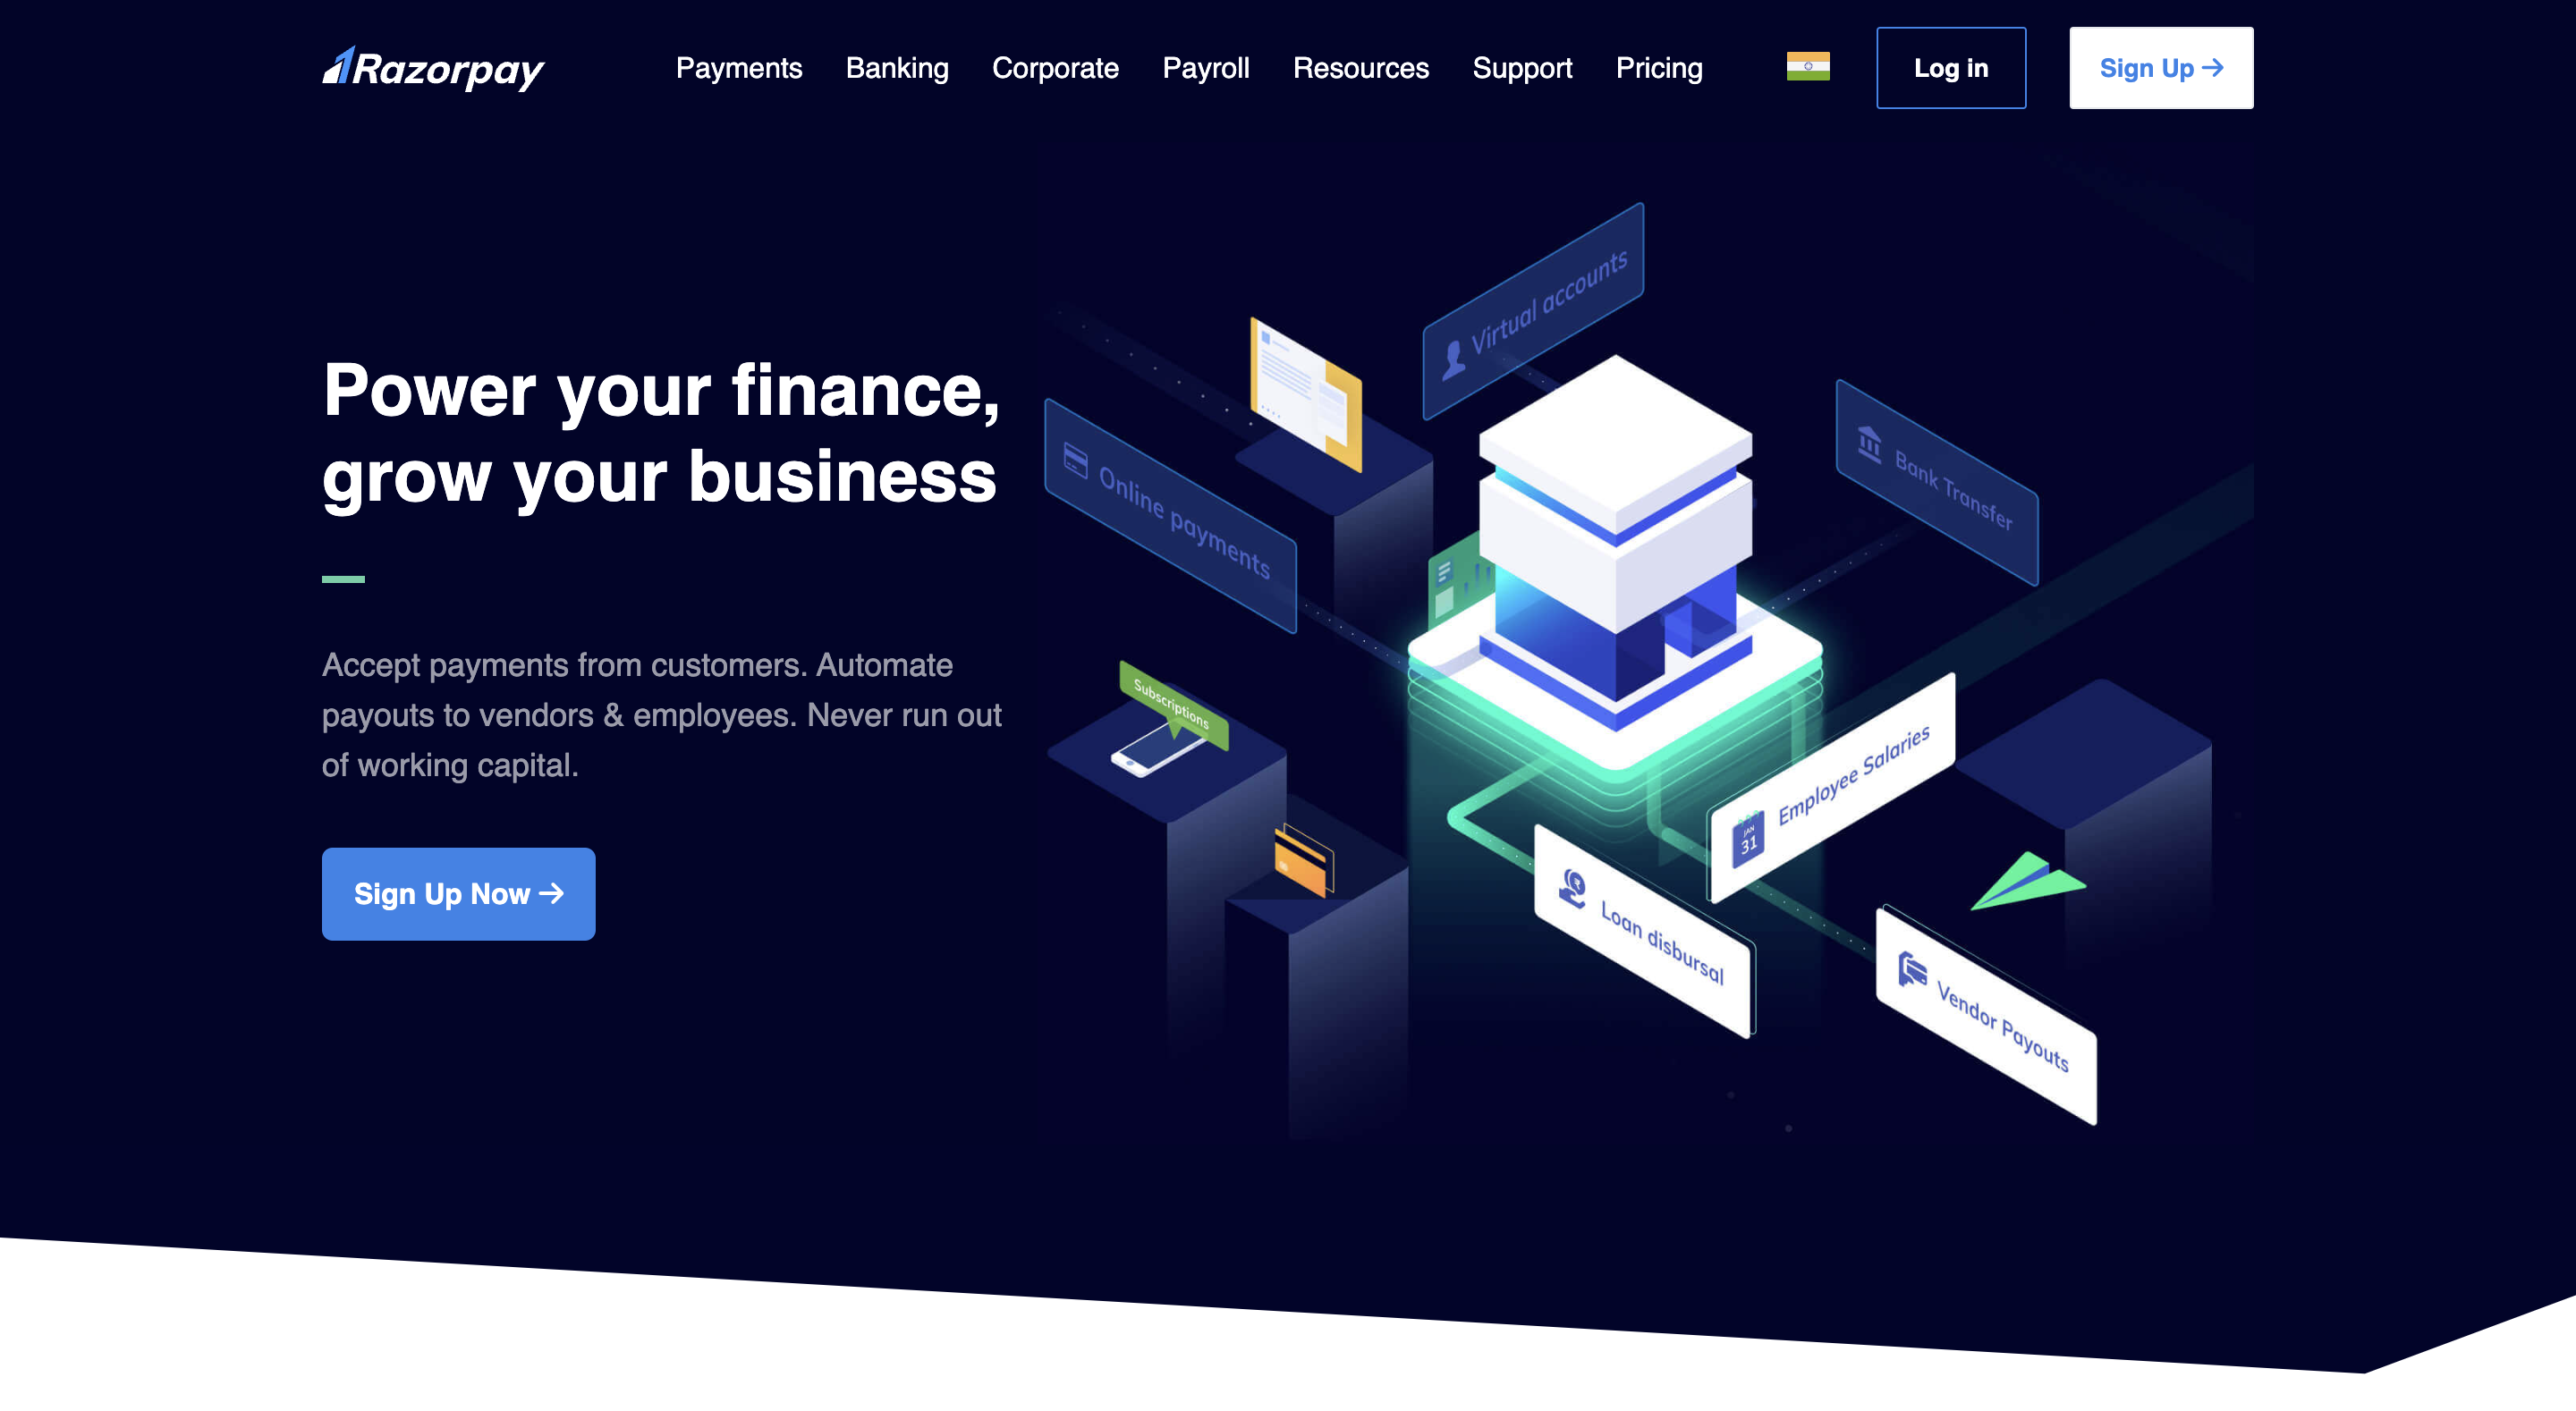 Razorpay
Payments
Banking
Corporate
Payroll
Resources
Support
Pricing
Log in
Sign Up →
Power your finance,
grow your business
Accept payments from customers. Automate
payouts to vendors & employees. Never run out
of working capital.
Sign Up Now →
Virtual accounts
Online payments
Bank Transfer
Subscriptions
Employee Salaries
JAN
31
Loan disbursal
Vendor Payouts